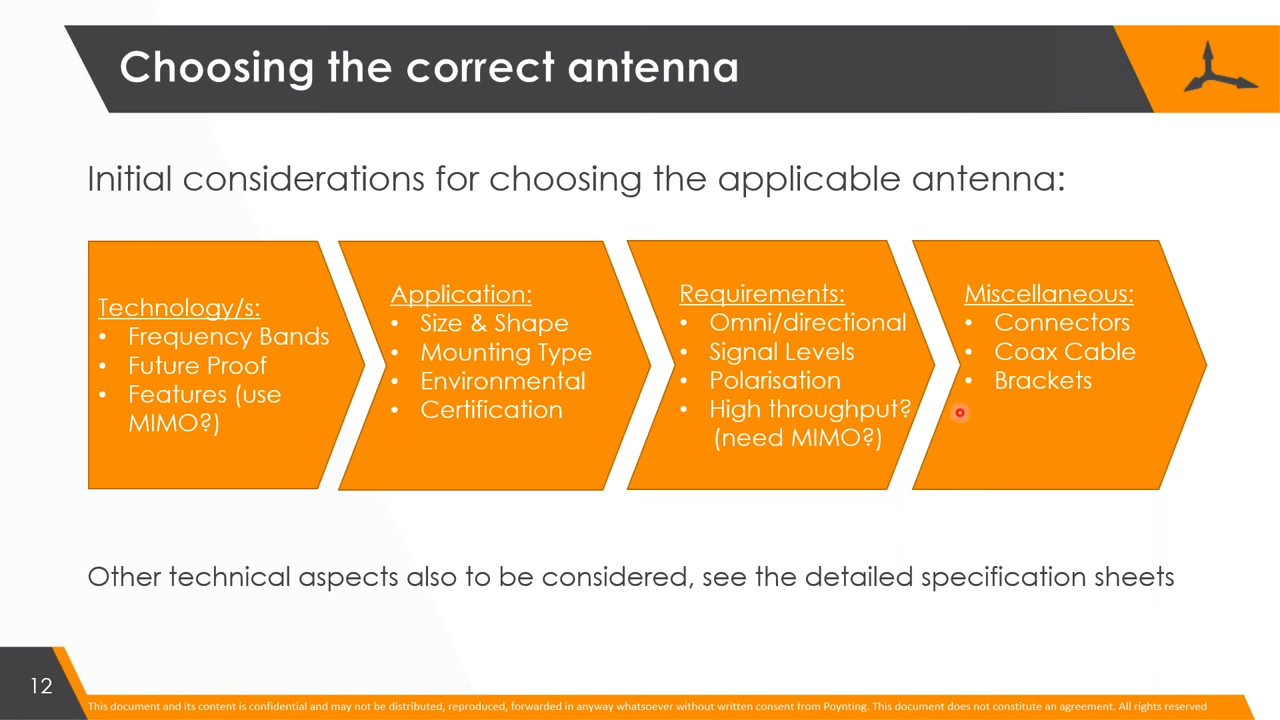 Choosing the correct antenna
Initial considerations for choosing the applicable antenna:
Technology/s:
• Frequency Bands
• Future Proof
• Features (use
MIMO?)
Application:
• Size & Shape
• Mounting Type
• Environmental
• Certification
Requirements:
• Omni/directional
• Signal Levels
• Polarisation
• High throughput?
(need MIMO?)
Miscellaneous:
• Connectors
• Coax Cable
• Brackets
Other technical aspects also to be considered, see the detailed specification sheets
12
This document and its content is confidential and may not be distributed, reproduced, forwarded in anyway whatsoever without written consent from Poynting. This document does not constitute an agreement. All rights reserved